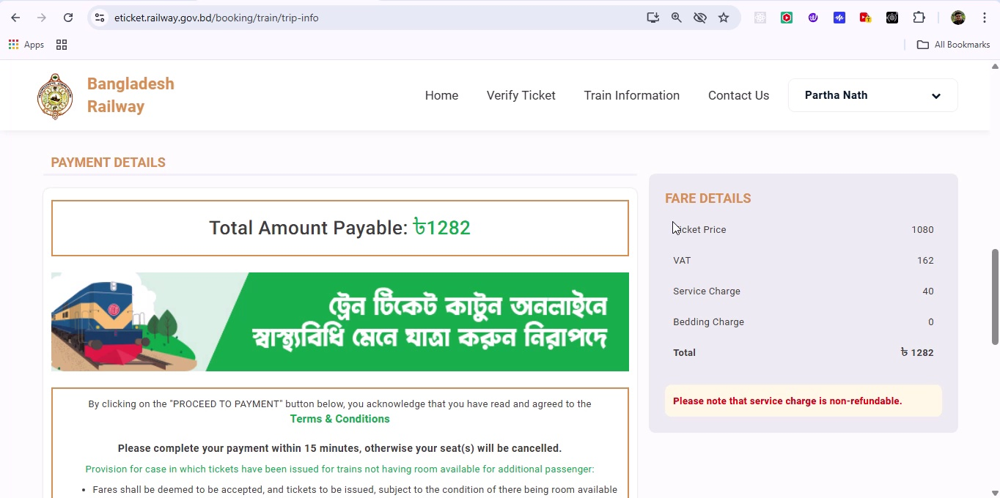 eticket.railway.gov.bd/booking/train/trip-info
Apps
All Bookmarks
Bangladesh
Railway
Home
Verify Ticket
Train Information
Contact Us
Partha Nath
PAYMENT DETAILS
Total Amount Payable: ৳1282
ট্রেন টিকেট কাটুন অনলাইনে
স্বাস্থ্যবিধি মেনে যাত্রা করুন নিরাপদে
By clicking on the "PROCEED TO PAYMENT" button below, you acknowledge that you have read and agreed to the
Terms & Conditions
Please complete your payment within 15 minutes, otherwise your seat(s) will be cancelled.
Provision for case in which tickets have been issued for trains not having room available for additional passenger:
• Fares shall be deemed to be accepted, and tickets to be issued, subject to the condition of there being room available
FARE DETAILS
Ticket Price 1080
VAT 162
Service Charge 40
Bedding Charge 0
Total ৳ 1282
Please note that service charge is non-refundable.